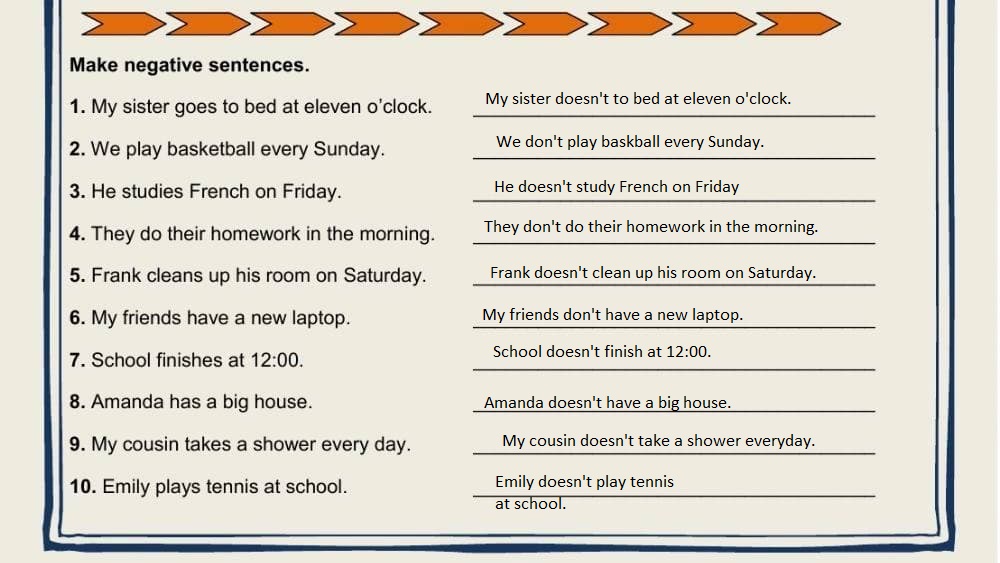 Make negative sentences.
1. My sister goes to bed at eleven o’clock. My sister doesn't to bed at eleven o'clock.
2. We play basketball every Sunday. We don't play baskball every Sunday.
3. He studies French on Friday. He doesn't study French on Friday
4. They do their homework in the morning. They don't do their homework in the morning.
5. Frank cleans up his room on Saturday. Frank doesn't clean up his room on Saturday.
6. My friends have a new laptop. My friends don't have a new laptop.
7. School finishes at 12:00. School doesn't finish at 12:00.
8. Amanda has a big house. Amanda doesn't have a big house.
9. My cousin takes a shower every day. My cousin doesn't take a shower everyday.
10. Emily plays tennis at school. Emily doesn't play tennis
at school.